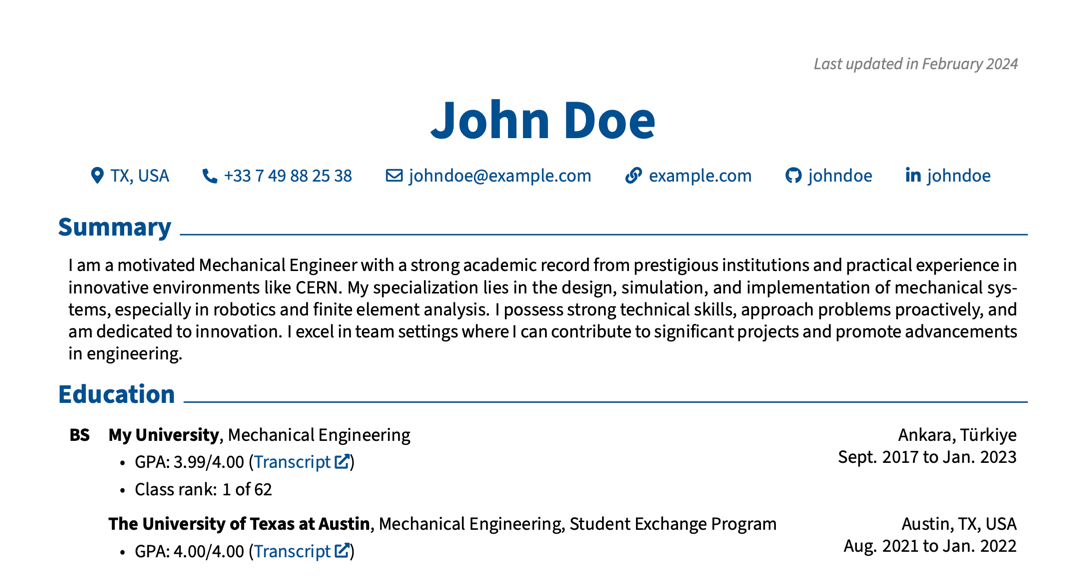 Last updated in February 2024
John Doe
TX, USA +33 7 49 88 25 38 johndoe@example.com example.com johndoe johndoe
Summary
I am a motivated Mechanical Engineer with a strong academic record from prestigious institutions and practical experience in
innovative environments like CERN. My specialization lies in the design, simulation, and implementation of mechanical sys-
tems, especially in robotics and finite element analysis. I possess strong technical skills, approach problems proactively, and
am dedicated to innovation. I excel in team settings where I can contribute to significant projects and promote advancements
in engineering.
Education
BS My University, Mechanical Engineering Ankara, Türkiye
• GPA: 3.99/4.00 (Transcript) Sept. 2017 to Jan. 2023
• Class rank: 1 of 62
The University of Texas at Austin, Mechanical Engineering, Student Exchange Program Austin, TX, USA
• GPA: 4.00/4.00 (Transcript) Aug. 2021 to Jan. 2022